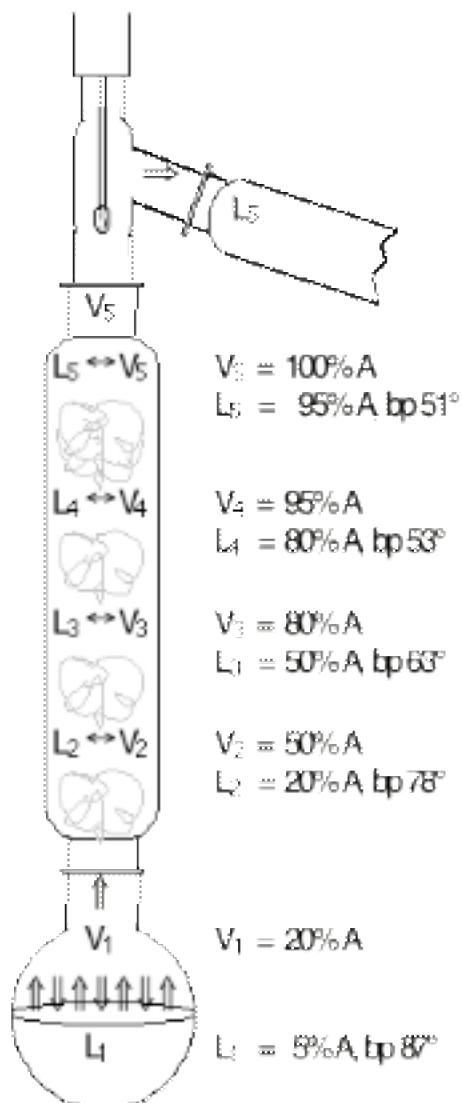 L₅
V₅
L₅ ↔ V₅
V₅ = 100% A
L₅ = 95% A, bp 51°
L₄ ↔ V₄
V₄ = 95% A
L₄ = 80% A, bp 53°
L₃ ↔ V₃
V₃ = 80% A
L₃ = 50% A, bp 63°
L₂ ↔ V₂
V₂ = 50% A
L₂ = 20% A, bp 78°
V₁
V₁ = 20% A
L₁
L₁ = 5% A, bp 87°